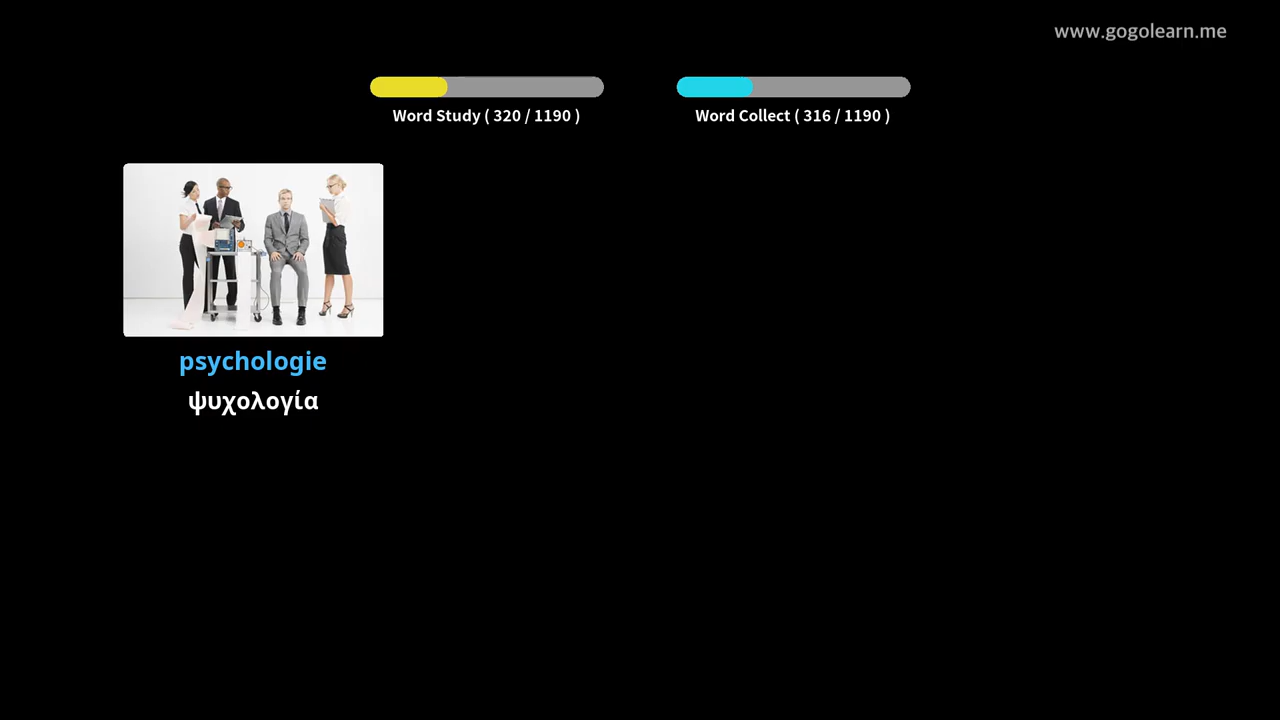 www.gogolearn.me
Word Study ( 320 / 1190 )
Word Collect ( 316 / 1190 )
psychologie
ψυχολογία